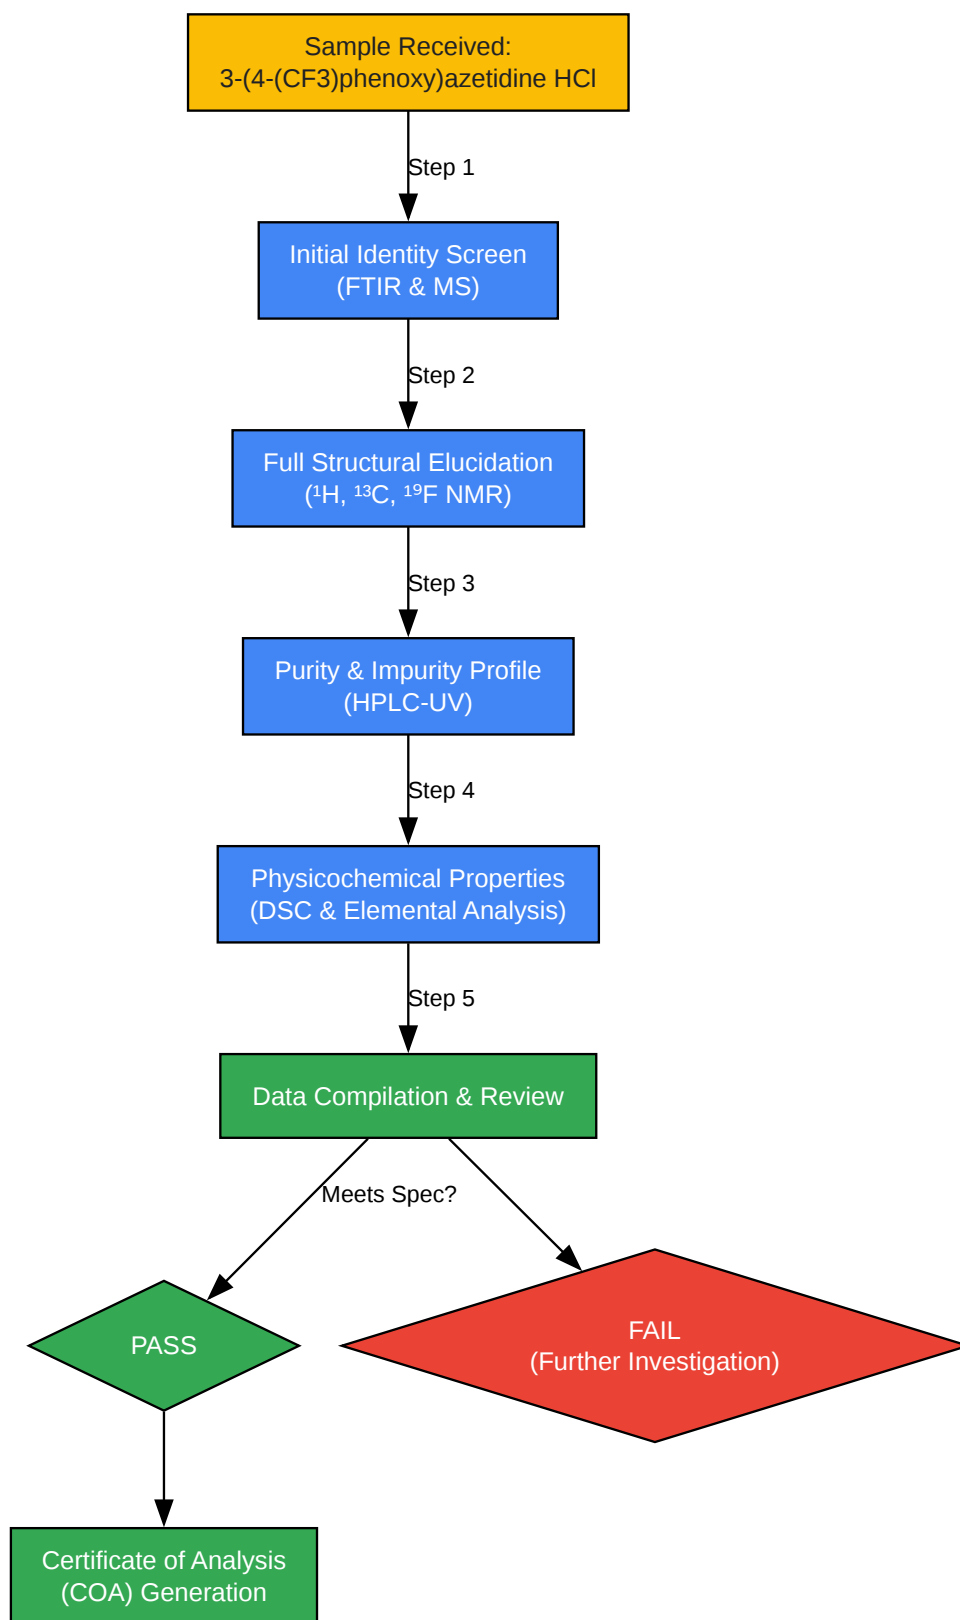 Sample Received:
3-(4-(CF3)phenoxy)azetidine HCl
Step 1
Initial Identity Screen
(FTIR & MS)
Step 2
Full Structural Elucidation
(¹H, ¹³C, ¹⁹F NMR)
Step 3
Purity & Impurity Profile
(HPLC-UV)
Step 4
Physicochemical Properties
(DSC & Elemental Analysis)
Step 5
Data Compilation & Review
Meets Spec?
PASS
FAIL
(Further Investigation)
Certificate of Analysis
(COA) Generation